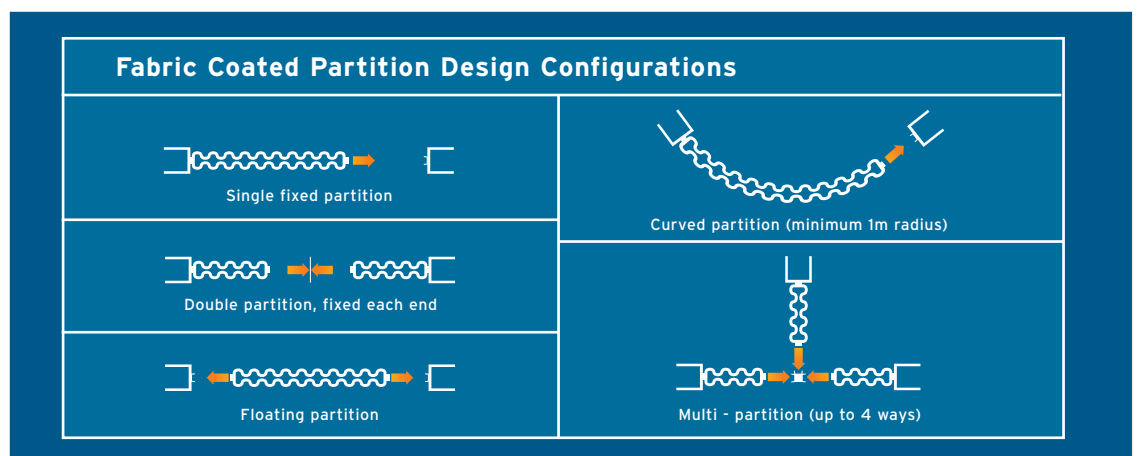 Fabric Coated Partition Design Configurations
Single fixed partition
Double partition, fixed each end
Floating partition
Curved partition (minimum 1m radius)
Multi - partition (up to 4 ways)